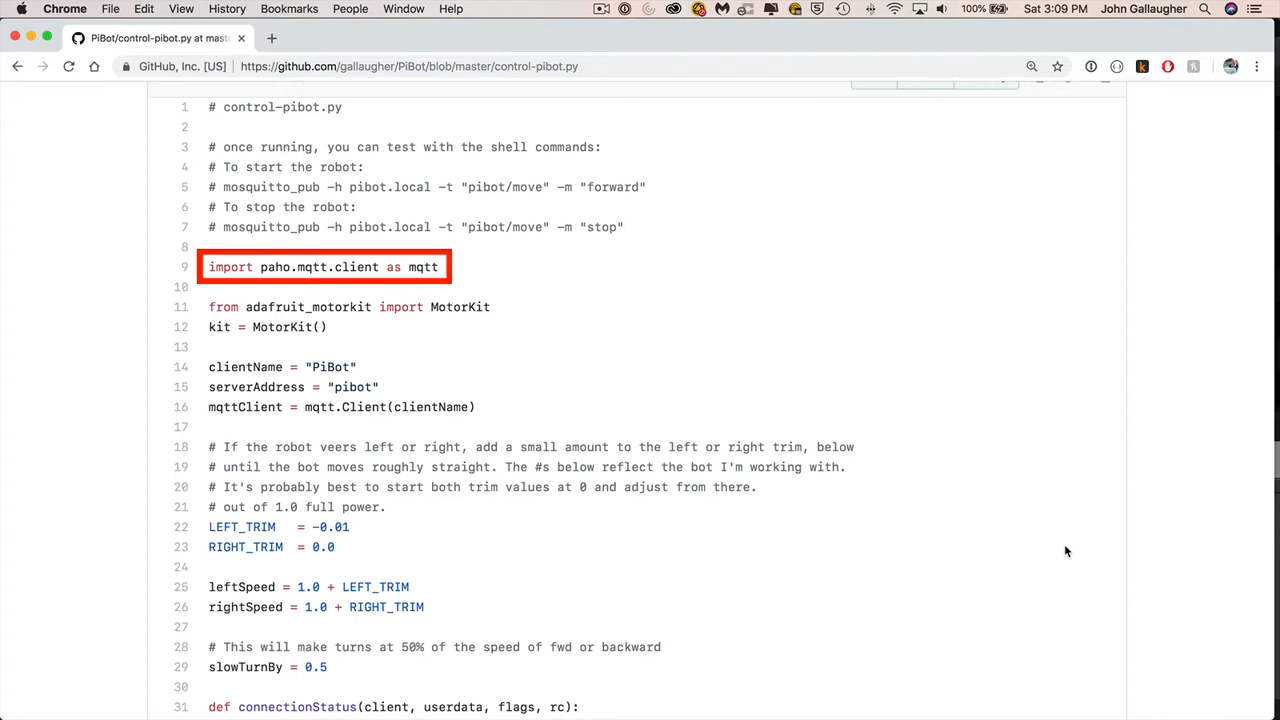 Chrome File Edit View History Bookmarks People Window Help 100% Sat 3:09 PM John Gallaugher
PiBot/control-pibot.py at mast
GitHub, Inc. [US] https://github.com/gallaugher/PiBot/blob/master/control-pibot.py
1 # control-pibot.py
2
3 # once running, you can test with the shell commands:
4 # To start the robot:
5 # mosquitto_pub -h pibot.local -t "pibot/move" -m "forward"
6 # To stop the robot:
7 # mosquitto_pub -h pibot.local -t "pibot/move" -m "stop"
8
9 import paho.mqtt.client as mqtt
10
11 from adafruit_motorkit import MotorKit
12 kit = MotorKit()
13
14 clientName = "PiBot"
15 serverAddress = "pibot"
16 mqttClient = mqtt.Client(clientName)
17
18 # If the robot veers left or right, add a small amount to the left or right trim, below
19 # until the bot moves roughly straight. The #s below reflect the bot I'm working with.
20 # It's probably best to start both trim values at 0 and adjust from there.
21 # out of 1.0 full power.
22 LEFT_TRIM = -0.01
23 RIGHT_TRIM = 0.0
24
25 leftSpeed = 1.0 + LEFT_TRIM
26 rightSpeed = 1.0 + RIGHT_TRIM
27
28 # This will make turns at 50% of the speed of fwd or backward
29 slowTurnBy = 0.5
30
31 def connectionStatus(client, userdata, flags, rc):